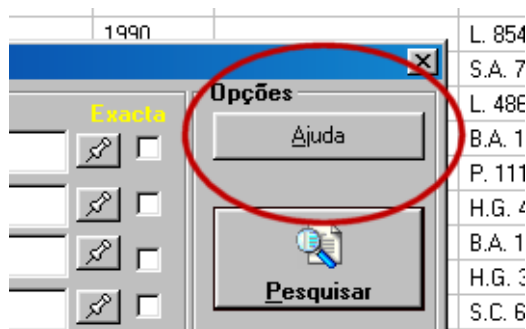 1990
L. 854
S.A. 7
Opções
L. 486
Exacta
Ajuda
B.A. 1
P. 111
H.G. 4
B.A. 1
H.G. 3
Pesquisar
S.C. 6